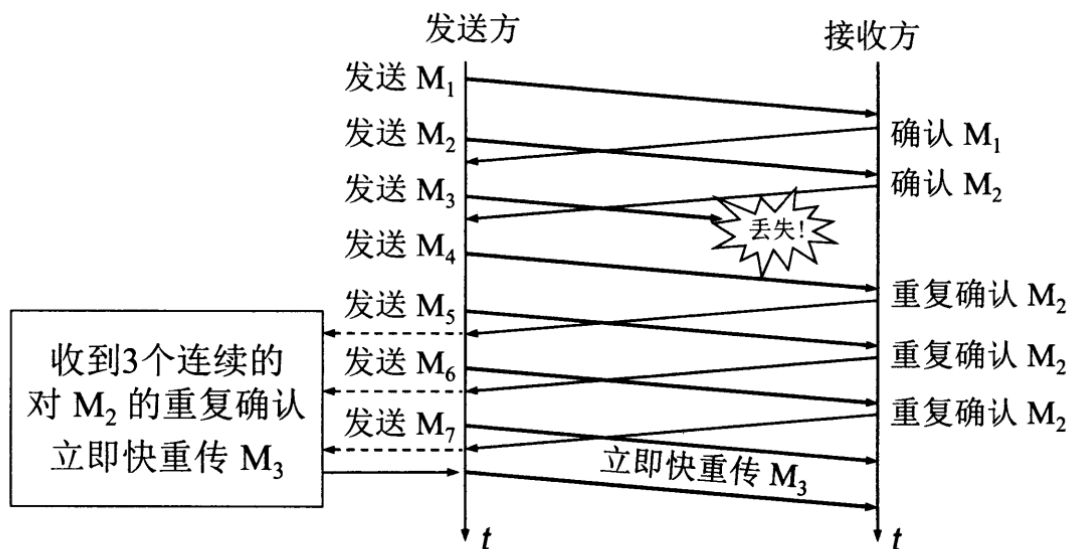 发送方
接收方
发送 M₁
发送 M₂
确认 M₁
发送 M₃
确认 M₂
丢失!
发送 M₄
发送 M₅
重复确认 M₂
发送 M₆
重复确认 M₂
发送 M₇
重复确认 M₂
收到3个连续的
对 M₂ 的重复确认
立即快重传 M₃
立即快重传 M₃
t
t